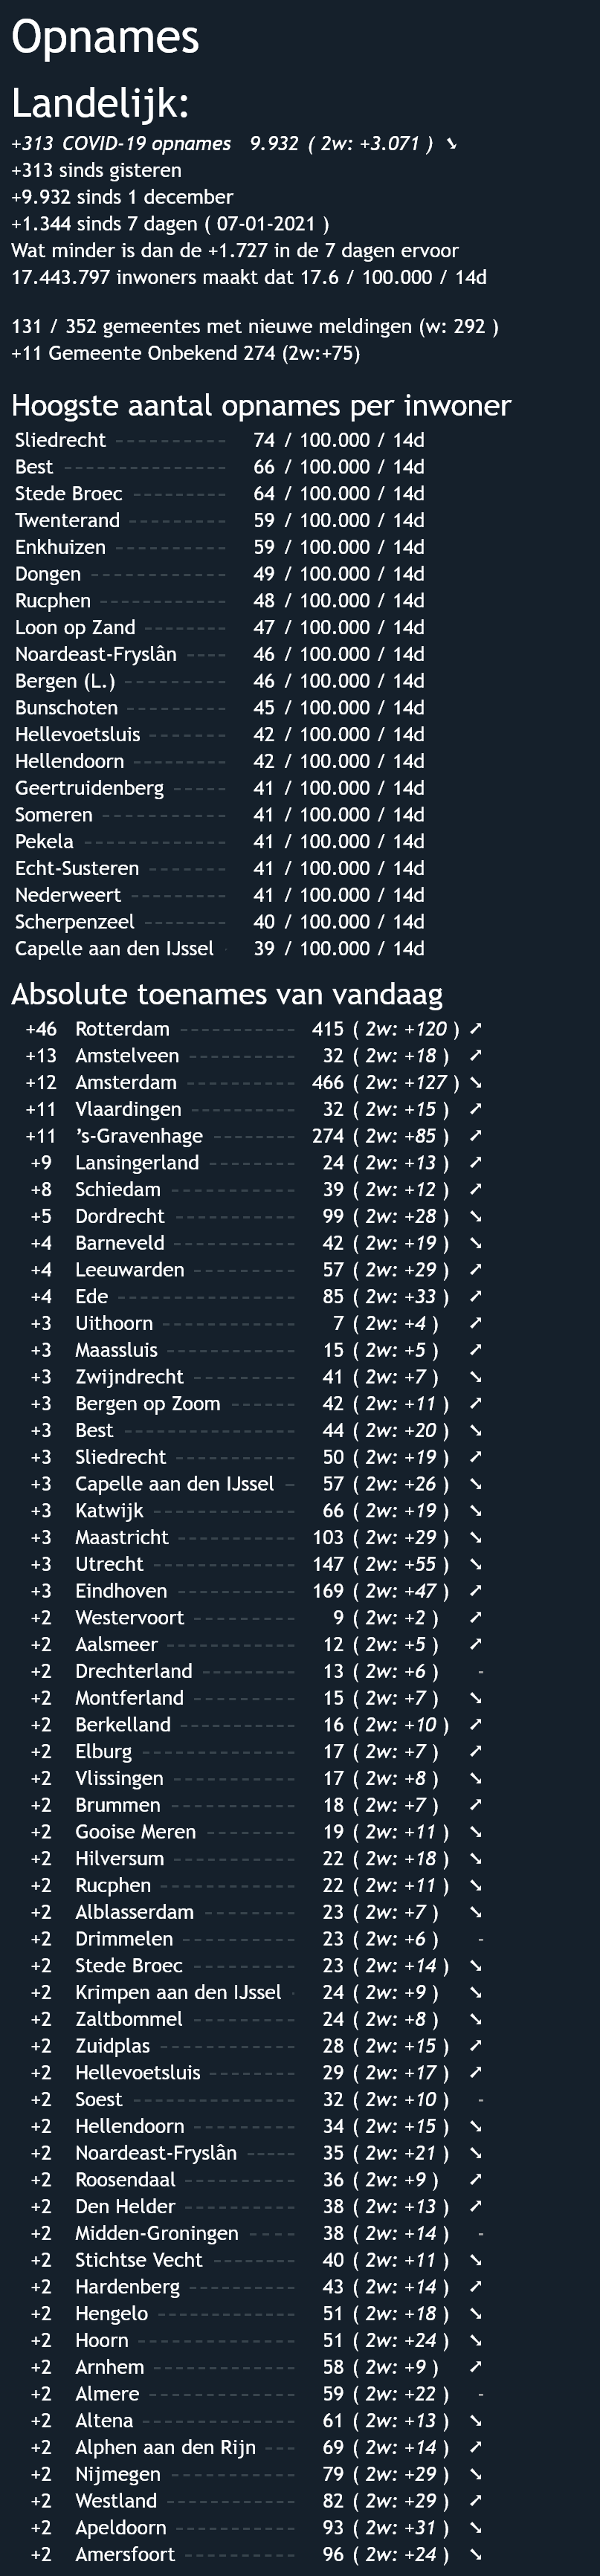 Opnames
Landelijk:
+313 COVID-19 opnames 9.932 ( 2w: +3.071 ) ➘
+313 sinds gisteren
+9.932 sinds 1 december
+1.344 sinds 7 dagen ( 07-01-2021 )
Wat minder is dan de +1.727 in de 7 dagen ervoor
17.443.797 inwoners maakt dat 17.6 / 100.000 / 14d
131 / 352 gemeentes met nieuwe meldingen (w: 292 )
+11 Gemeente Onbekend 274 (2w:+75)
Hoogste aantal opnames per inwoner
Sliedrecht 74 / 100.000 / 14d
Best 66 / 100.000 / 14d
Stede Broec 64 / 100.000 / 14d
Twenterand 59 / 100.000 / 14d
Enkhuizen 59 / 100.000 / 14d
Dongen 49 / 100.000 / 14d
Rucphen 48 / 100.000 / 14d
Loon op Zand 47 / 100.000 / 14d
Noardeast-Fryslân 46 / 100.000 / 14d
Bergen (L.) 46 / 100.000 / 14d
Bunschoten 45 / 100.000 / 14d
Hellevoetsluis 42 / 100.000 / 14d
Hellendoorn 42 / 100.000 / 14d
Geertruidenberg 41 / 100.000 / 14d
Someren 41 / 100.000 / 14d
Pekela 41 / 100.000 / 14d
Echt-Susteren 41 / 100.000 / 14d
Nederweert 41 / 100.000 / 14d
Scherpenzeel 40 / 100.000 / 14d
Capelle aan den IJssel 39 / 100.000 / 14d
Absolute toenames van vandaag
+46 Rotterdam 415 ( 2w: +120 ) ➚
+13 Amstelveen 32 ( 2w: +18 ) ➚
+12 Amsterdam 466 ( 2w: +127 ) ➘
+11 Vlaardingen 32 ( 2w: +15 ) ➚
+11 ’s-Gravenhage 274 ( 2w: +85 ) ➚
+9 Lansingerland 24 ( 2w: +13 ) ➚
+8 Schiedam 39 ( 2w: +12 ) ➚
+5 Dordrecht 99 ( 2w: +28 ) ➘
+4 Barneveld 42 ( 2w: +19 ) ➘
+4 Leeuwarden 57 ( 2w: +29 ) ➚
+4 Ede 85 ( 2w: +33 ) ➚
+3 Uithoorn 7 ( 2w: +4 ) ➚
+3 Maassluis 15 ( 2w: +5 ) ➚
+3 Zwijndrecht 41 ( 2w: +7 ) ➘
+3 Bergen op Zoom 42 ( 2w: +11 ) ➚
+3 Best 44 ( 2w: +20 ) ➘
+3 Sliedrecht 50 ( 2w: +19 ) ➚
+3 Capelle aan den IJssel 57 ( 2w: +26 ) ➘
+3 Katwijk 66 ( 2w: +19 ) ➘
+3 Maastricht 103 ( 2w: +29 ) ➘
+3 Utrecht 147 ( 2w: +55 ) ➘
+3 Eindhoven 169 ( 2w: +47 ) ➚
+2 Westervoort 9 ( 2w: +2 ) ➚
+2 Aalsmeer 12 ( 2w: +5 ) ➚
+2 Drechterland 13 ( 2w: +6 ) -
+2 Montferland 15 ( 2w: +7 ) ➘
+2 Berkelland 16 ( 2w: +10 ) ➚
+2 Elburg 17 ( 2w: +7 ) ➚
+2 Vlissingen 17 ( 2w: +8 ) ➘
+2 Brummen 18 ( 2w: +7 ) ➚
+2 Gooise Meren 19 ( 2w: +11 ) ➘
+2 Hilversum 22 ( 2w: +18 ) ➘
+2 Rucphen 22 ( 2w: +11 ) ➘
+2 Alblasserdam 23 ( 2w: +7 ) ➘
+2 Drimmelen 23 ( 2w: +6 ) -
+2 Stede Broec 23 ( 2w: +14 ) ➘
+2 Krimpen aan den IJssel 24 ( 2w: +9 ) ➘
+2 Zaltbommel 24 ( 2w: +8 ) ➘
+2 Zuidplas 28 ( 2w: +15 ) ➚
+2 Hellevoetsluis 29 ( 2w: +17 ) ➚
+2 Soest 32 ( 2w: +10 ) -
+2 Hellendoorn 34 ( 2w: +15 ) ➘
+2 Noardeast-Fryslân 35 ( 2w: +21 ) ➘
+2 Roosendaal 36 ( 2w: +9 ) ➚
+2 Den Helder 38 ( 2w: +13 ) ➚
+2 Midden-Groningen 38 ( 2w: +14 ) -
+2 Stichtse Vecht 40 ( 2w: +11 ) ➘
+2 Hardenberg 43 ( 2w: +14 ) ➚
+2 Hengelo 51 ( 2w: +18 ) ➘
+2 Hoorn 51 ( 2w: +24 ) ➘
+2 Arnhem 58 ( 2w: +9 ) ➚
+2 Almere 59 ( 2w: +22 ) -
+2 Altena 61 ( 2w: +13 ) ➘
+2 Alphen aan den Rijn 69 ( 2w: +14 ) ➚
+2 Nijmegen 79 ( 2w: +29 ) ➘
+2 Westland 82 ( 2w: +29 ) ➚
+2 Apeldoorn 93 ( 2w: +31 ) ➘
+2 Amersfoort 96 ( 2w: +24 ) ➘